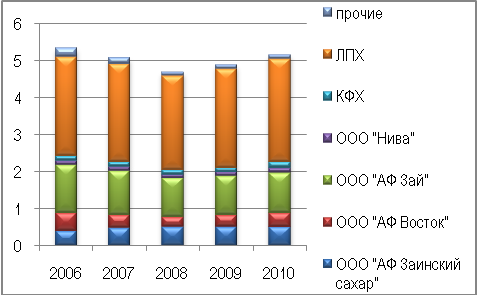 6
5
4
3
2
1
0
2006 2007 2008 2009 2010
прочие
ЛПХ
КФХ
ООО "Нива"
ООО "АФ Зай"
ООО "АФ Восток"
ООО "АФ Заинский
сахар"